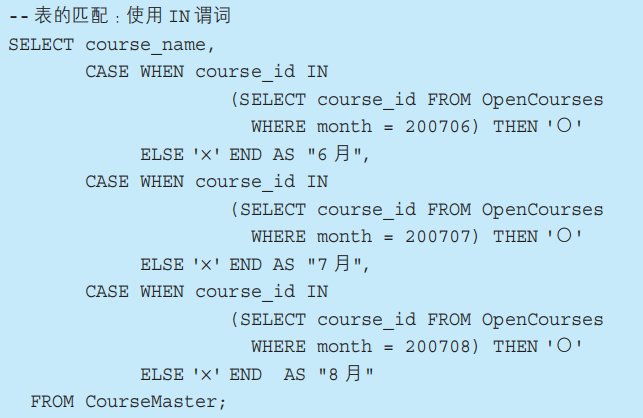 -- 表的匹配：使用 IN 谓词
SELECT course_name,
       CASE WHEN course_id IN
                    (SELECT course_id FROM OpenCourses
                      WHERE month = 200706) THEN '○'
            ELSE '×' END AS "6 月",
       CASE WHEN course_id IN
                    (SELECT course_id FROM OpenCourses
                      WHERE month = 200707) THEN '○'
            ELSE '×' END AS "7 月",
       CASE WHEN course_id IN
                    (SELECT course_id FROM OpenCourses
                      WHERE month = 200708) THEN '○'
            ELSE '×' END  AS "8 月"
  FROM CourseMaster;